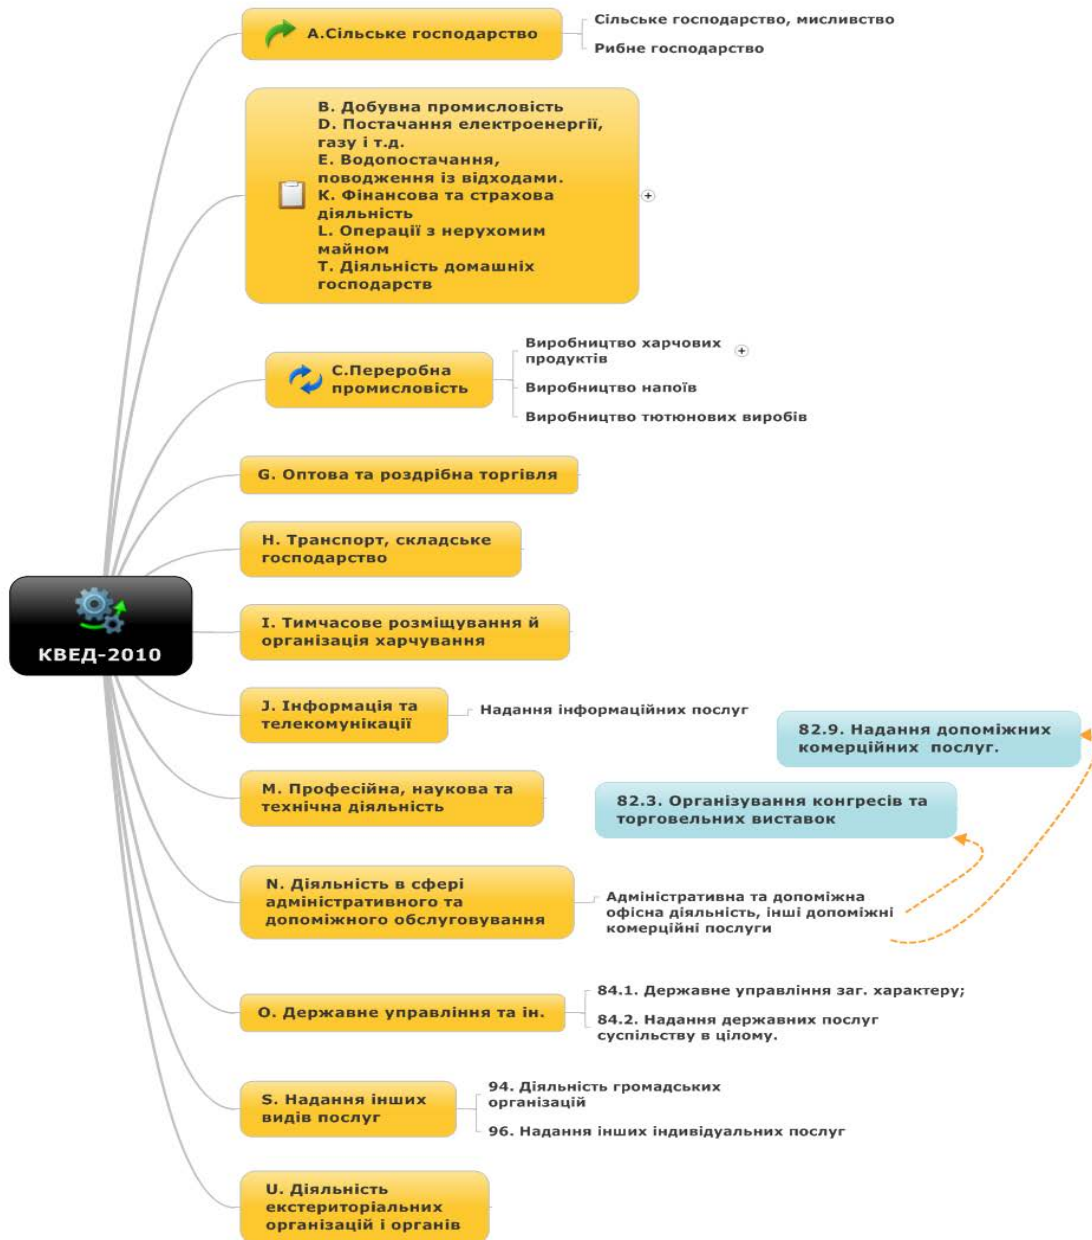 А.Сільське господарство
Сільське господарство, мисливство
Рибне господарство
В. Добувна промисловість
D. Постачання електроенергії,
газу і т.д.
Е. Водопостачання,
поводження із відходами.
К. Фінансова та страхова
діяльність
L. Операції з нерухомим
майном
Т. Діяльність домашніх
господарств
С.Переробна
промисловість
Виробництво харчових
продуктів
Виробництво напоїв
Виробництво тютюнових виробів
G. Оптова та роздрібна торгівля
Н. Транспорт, складське
господарство
КВЕД-2010
І. Тимчасове розміщування й
організація харчування
J. Інформація та
телекомунікації
Надання інформаційних послуг
82.9. Надання допоміжних
комерційних послуг.
М. Професійна, наукова та
технічна діяльність
82.3. Організування конгресів та
торговельних виставок
N. Діяльність в сфері
адміністративного та
допоміжного обслуговування
Адміністративна та допоміжна
офісна діяльність, інші допоміжні
комерційні послуги
О. Державне управління та ін.
84.1. Державне управління заг. характеру;
84.2. Надання державних послуг
суспільству в цілому.
S. Надання інших
видів послуг
94. Діяльність громадських
організацій
96. Надання інших індивідуальних послуг
U. Діяльність
екстериторіальних
організацій і органів